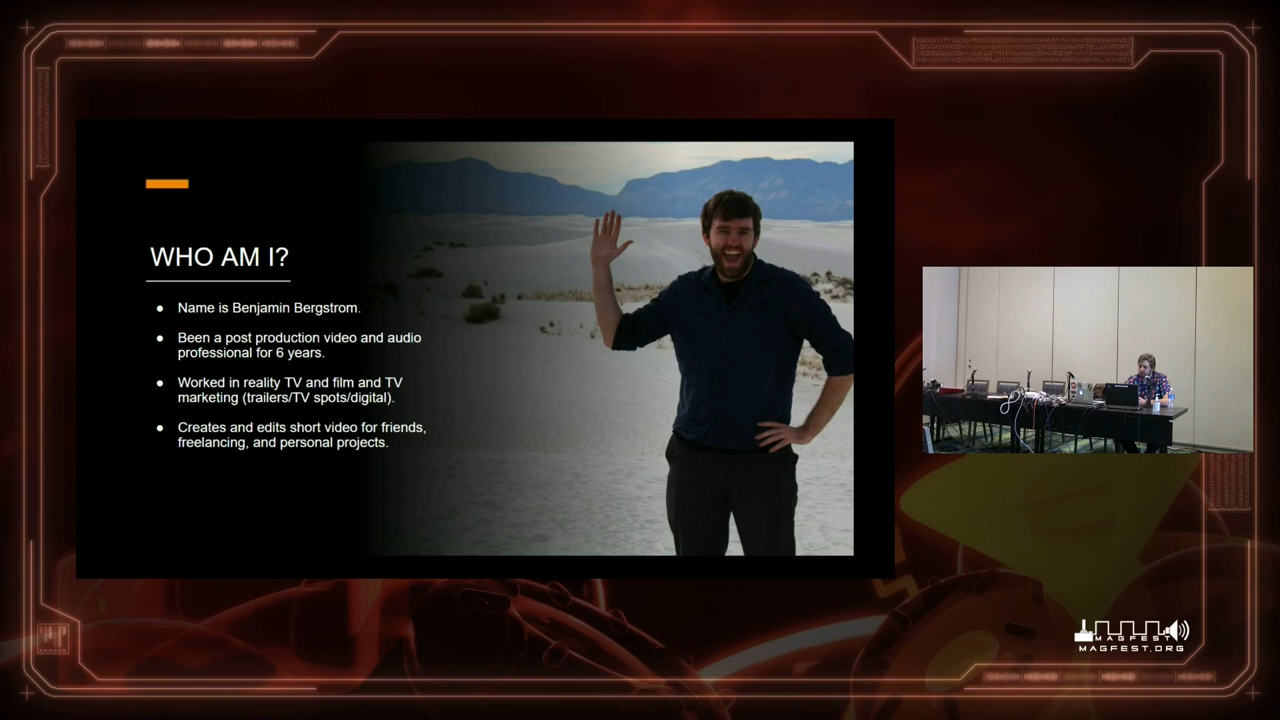 WHO AM I?
● Name is Benjamin Bergstrom.
● Been a post production video and audio
professional for 6 years.
● Worked in reality TV and film and TV
marketing (trailers/TV spots/digital).
● Creates and edits short video for friends,
freelancing, and personal projects.
MAGFEST
MAGFEST.ORG